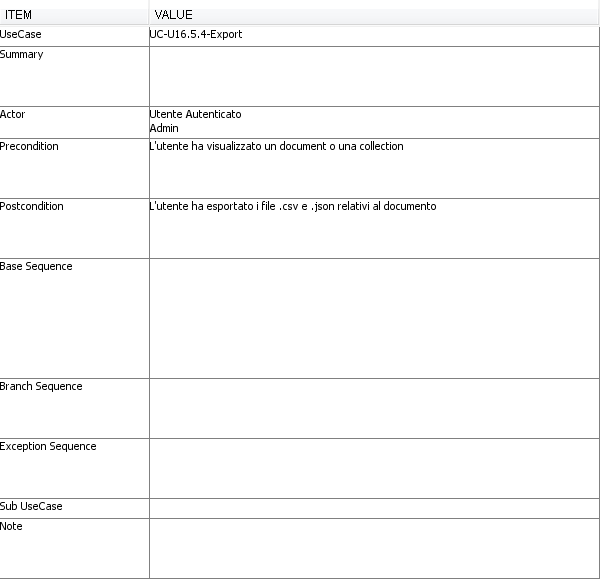 ITEM VALUE
UseCase UC-U16.5.4-Export
Summary
Actor Utente Autenticato
Admin
Precondition L'utente ha visualizzato un document o una collection
Postcondition L'utente ha esportato i file .csv e .json relativi al documento
Base Sequence
Branch Sequence
Exception Sequence
Sub UseCase
Note